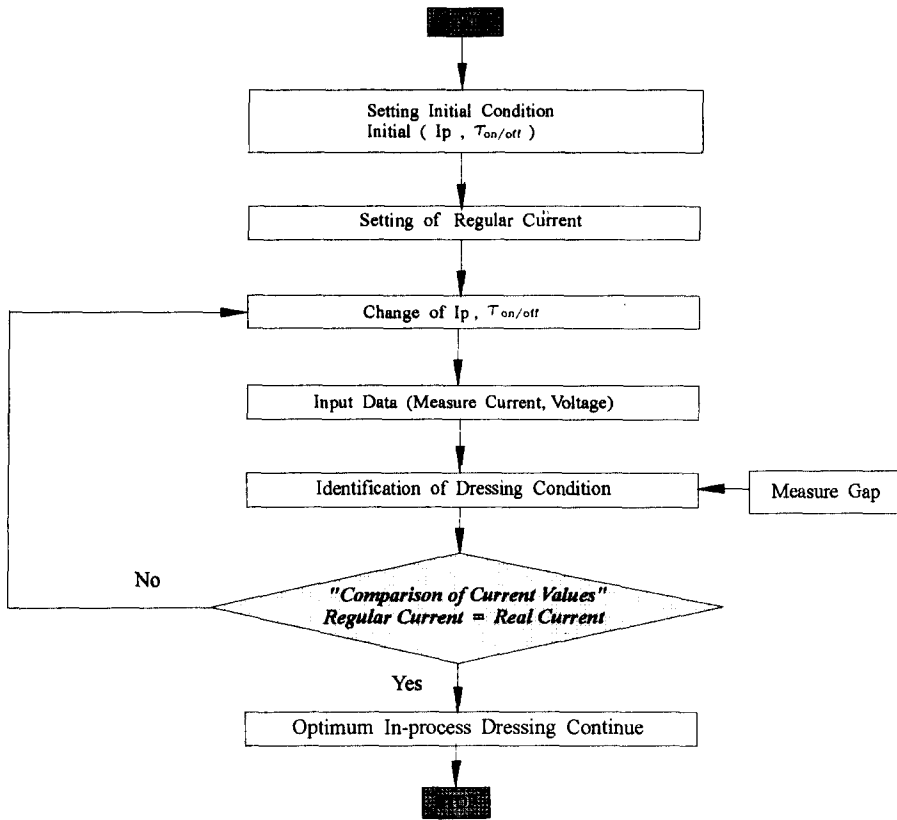 Setting Initial Condition
Initial ( Ip , τon/off )
Setting of Regular Current
Change of Ip , τon/off
Input Data (Measure Current, Voltage)
Identification of Dressing Condition
Measure Gap
No
"Comparison of Current Values"
Regular Current = Real Current
Yes
Optimum In-process Dressing Continue